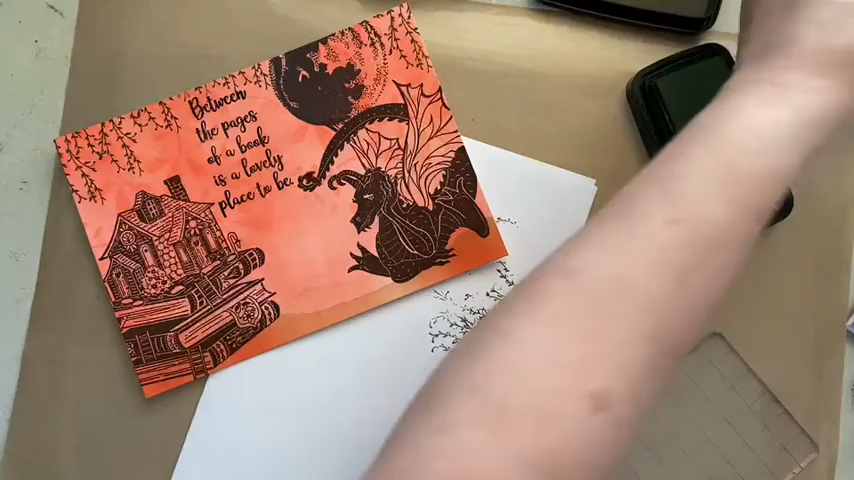 Between
the pages
of a book
is a lovely
place to be.